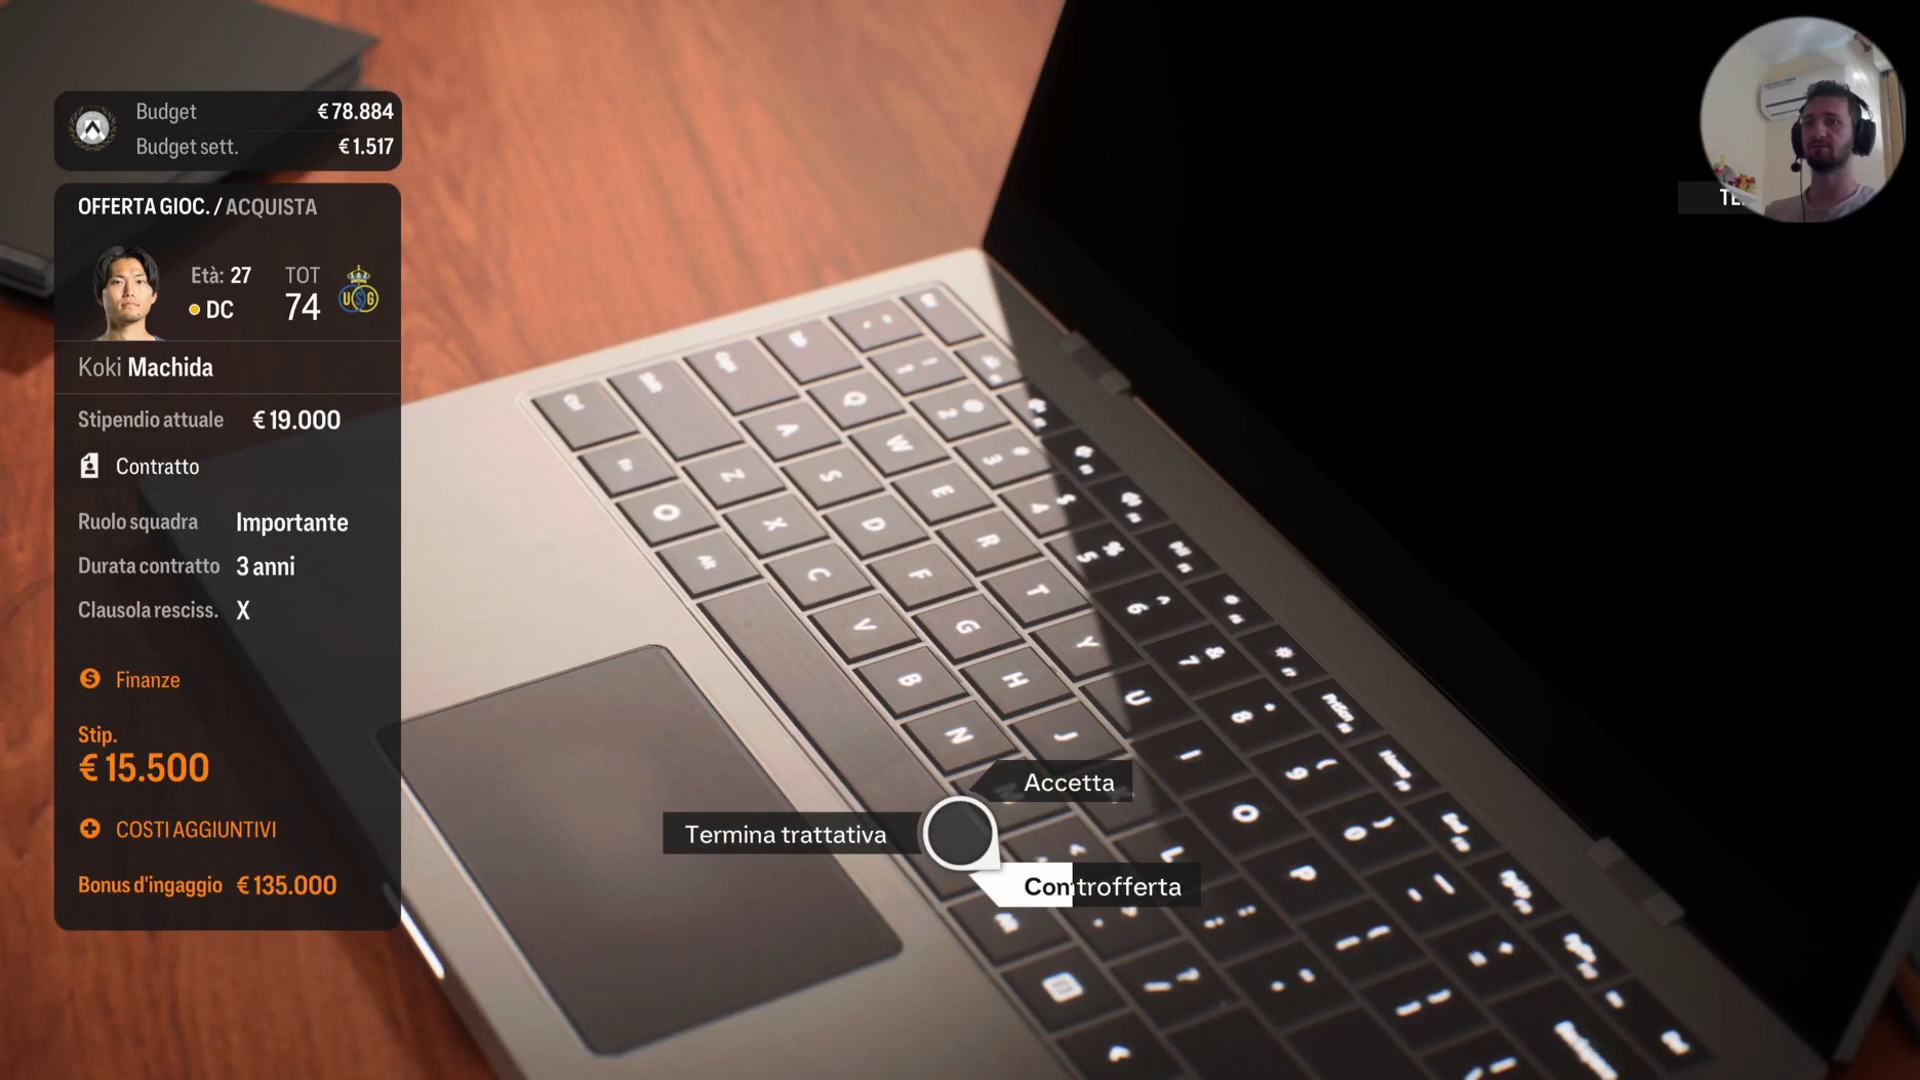 Budget €78.884
Budget sett. €1.517
OFFERTA GIOC. / ACQUISTA
Età: 27 TOT
DC 74
USG
Koki Machida
Stipendio attuale €19.000
Contratto
Ruolo squadra Importante
Durata contratto 3 anni
Clausola resciss. X
Finanze
Stip.
€15.500
COSTI AGGIUNTIVI
Bonus d'ingaggio €135.000
Accetta
Termina trattativa
Controfferta